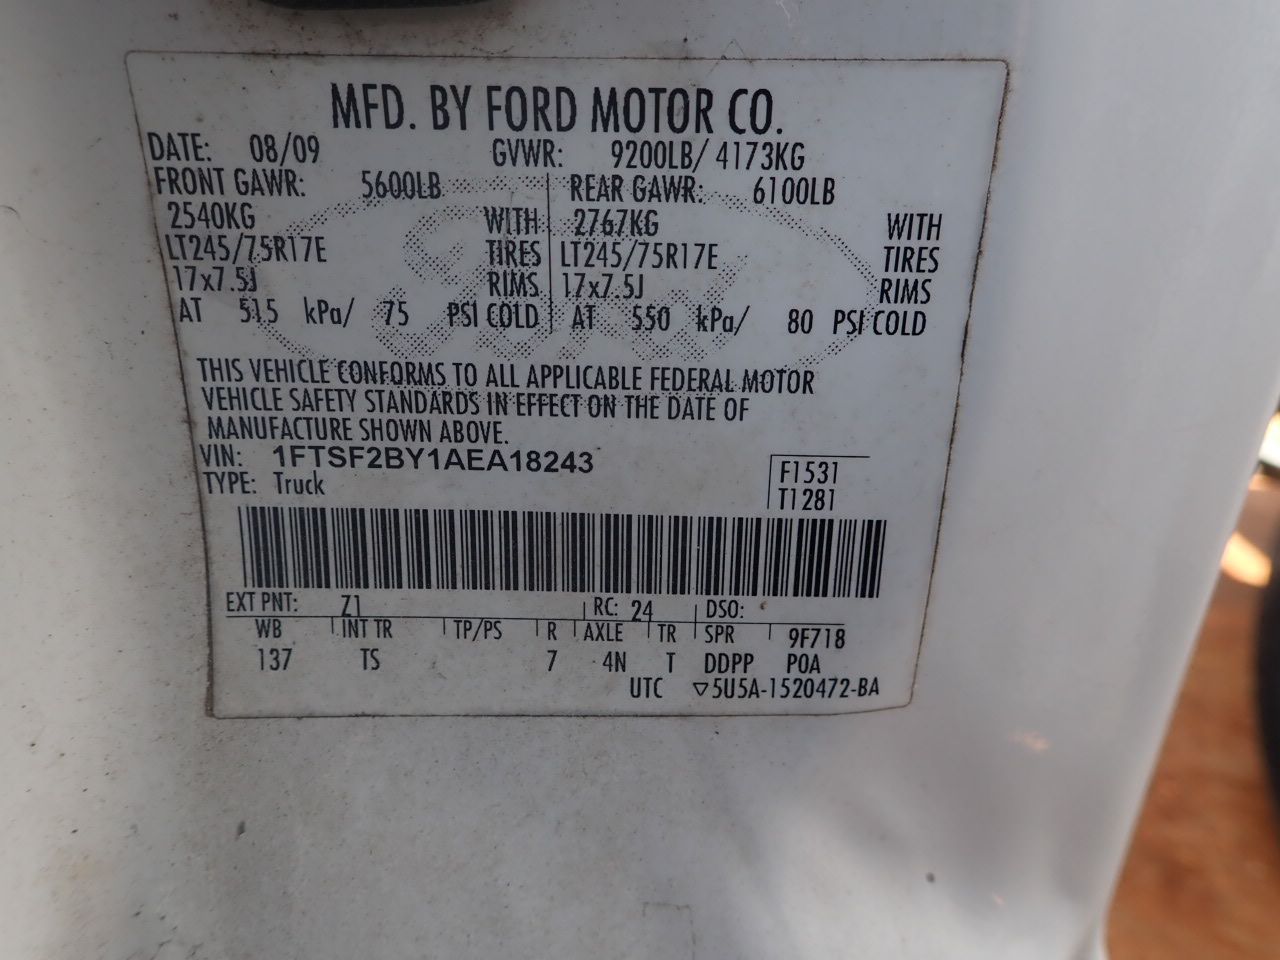 MFD. BY FORD MOTOR CO.
DATE: 08/09 GVWR: 9200LB/ 4173KG
FRONT GAWR: 5600LB REAR GAWR: 6100LB
2540KG WITH 2767KG WITH
LT245/75R17E TIRES LT245/75R17E TIRES
17x7.5J RIMS 17x7.5J RIMS
AT 515 kPa/ 75 PSI COLD AT 550 kPa/ 80 PSI COLD
THIS VEHICLE CONFORMS TO ALL APPLICABLE FEDERAL MOTOR
VEHICLE SAFETY STANDARDS IN EFFECT ON THE DATE OF
MANUFACTURE SHOWN ABOVE.
VIN: 1FTSF2BY1AEA18243 F1531
TYPE: Truck T1281
EXT PNT: Z1 RC: 24 DSO:
WB INT TR TP/PS R AXLE TR SPR 9F718
137 TS 7 4N T DDPP POA
UTC ▽5U5A-1520472-BA